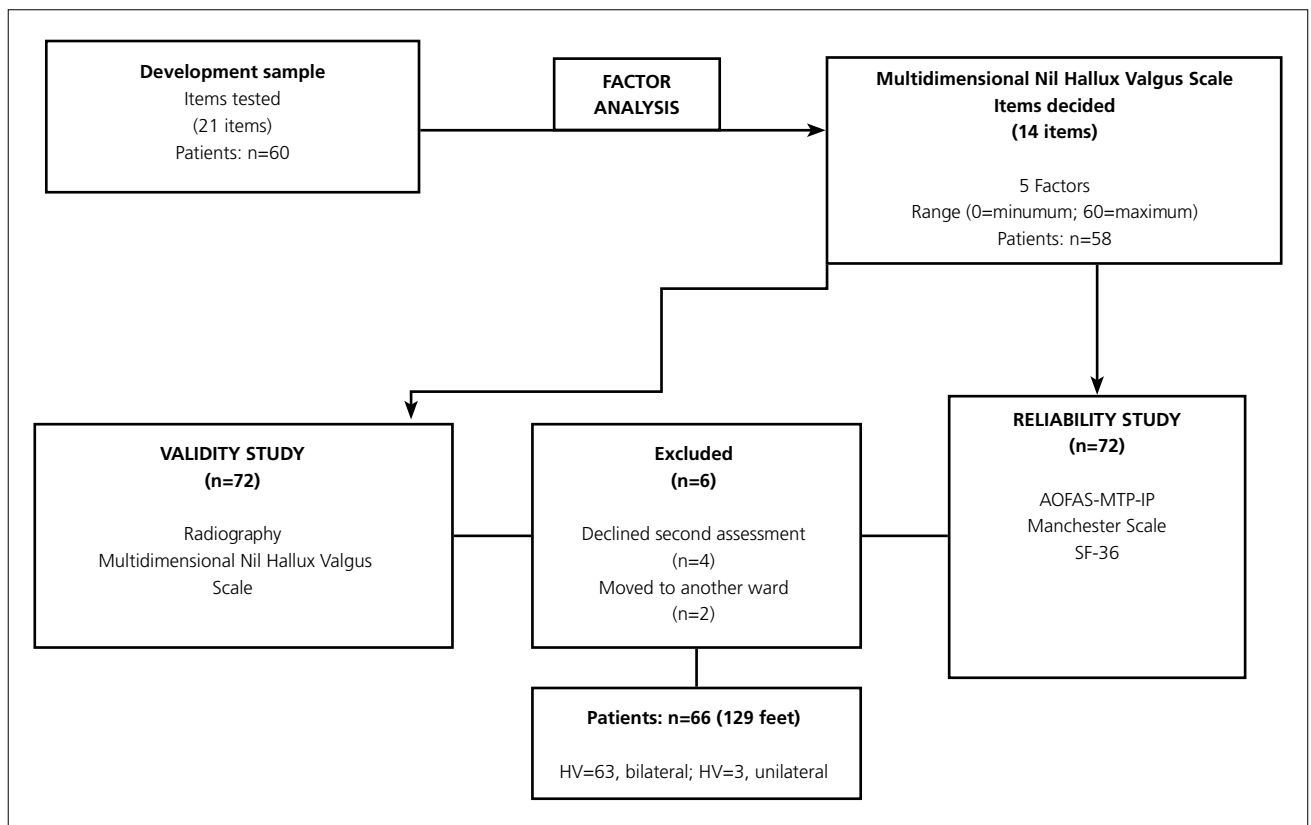 Development sample
Items tested
(21 items)
Patients: n=60
FACTOR
ANALYSIS
Multidimensional Nil Hallux Valgus Scale
Items decided
(14 items)
5 Factors
Range (0=minumum; 60=maximum)
Patients: n=58
VALIDITY STUDY
(n=72)
Radiography
Multidimensional Nil Hallux Valgus
Scale
Excluded
(n=6)
Declined second assessment
(n=4)
Moved to another ward
(n=2)
RELIABILITY STUDY
(n=72)
AOFAS-MTP-IP
Manchester Scale
SF-36
Patients: n=66 (129 feet)
HV=63, bilateral; HV=3, unilateral